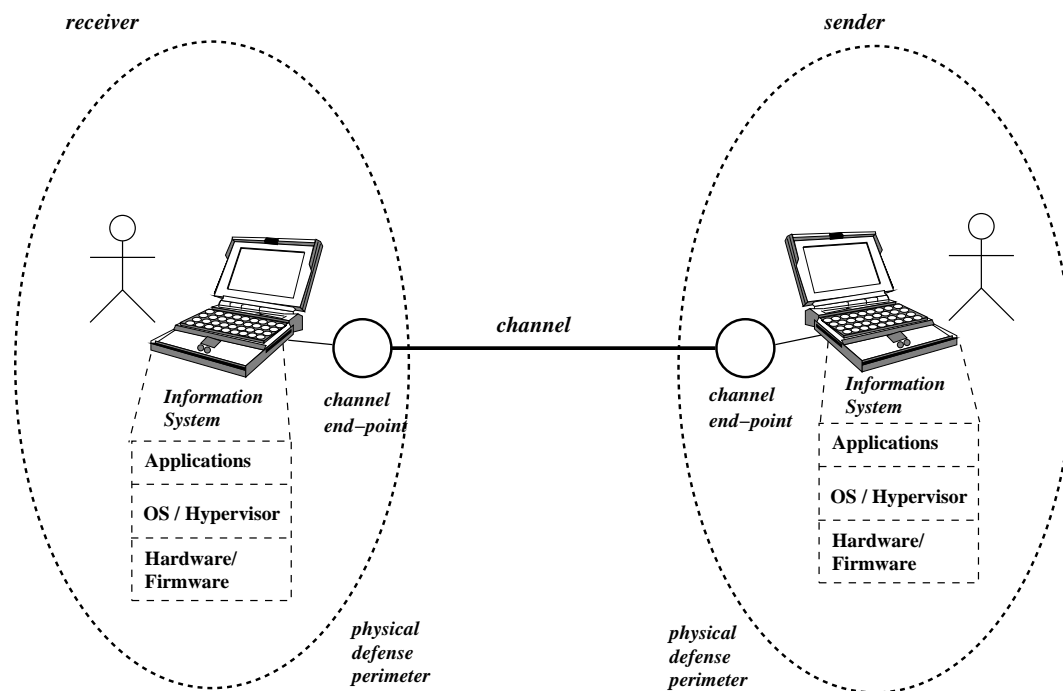 receiver
sender
channel
Information
System
channel
end−point
Applications
OS / Hypervisor
Hardware/
Firmware
physical
defense
perimeter
channel
end−point
Information
System
Applications
OS / Hypervisor
Hardware/
Firmware
physical
defense
perimeter